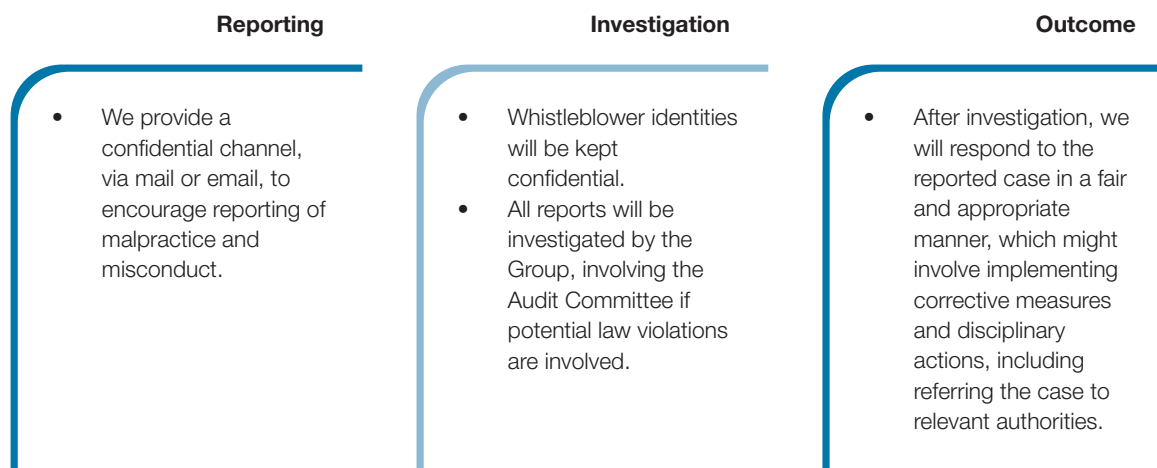 Reporting
• We provide a
confidential channel,
via mail or email, to
encourage reporting of
malpractice and
misconduct.
Investigation
• Whistleblower identities
will be kept
confidential.
• All reports will be
investigated by the
Group, involving the
Audit Committee if
potential law violations
are involved.
Outcome
• After investigation, we
will respond to the
reported case in a fair
and appropriate
manner, which might
involve implementing
corrective measures
and disciplinary
actions, including
referring the case to
relevant authorities.